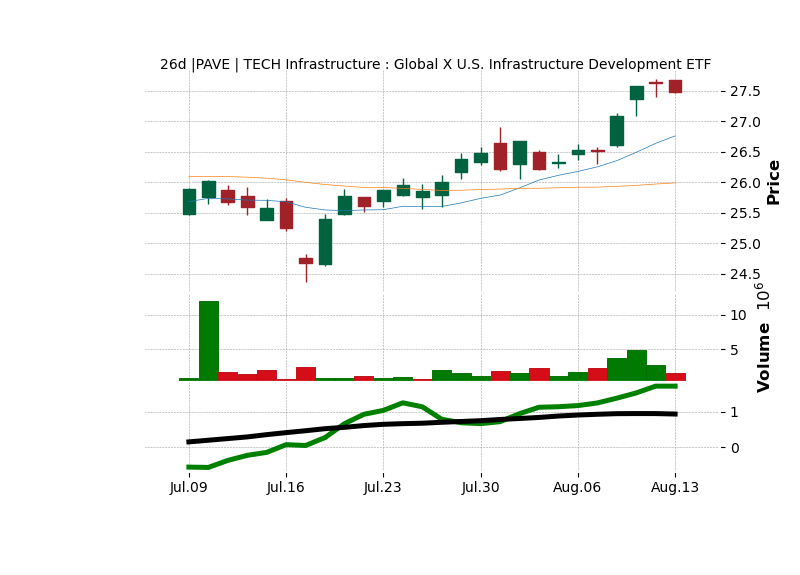 26d |PAVE | TECH Infrastructure : Global X U.S. Infrastructure Development ETF
27.5
27.0
26.5
26.0
25.5
25.0
24.5
Price
10
5
Volume 10^6
1
0
Jul.09 Jul.16 Jul.23 Jul.30 Aug.06 Aug.13